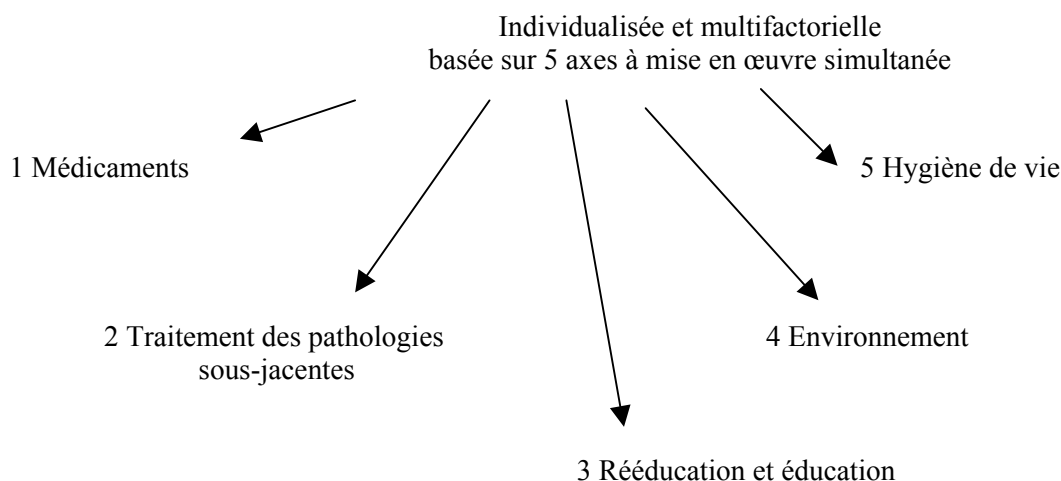 Individualisée et multifactorielle
basée sur 5 axes à mise en œuvre simultanée
1 Médicaments
5 Hygiène de vie
2 Traitement des pathologies
sous-jacentes
4 Environnement
3 Rééducation et éducation